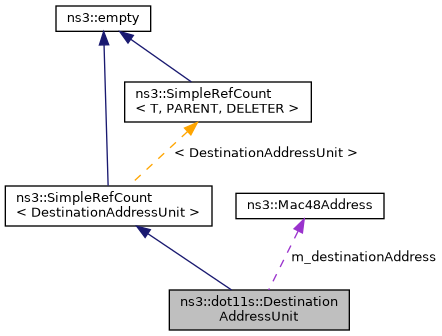 ns3::empty
ns3::SimpleRefCount
< T, PARENT, DELETER >
< DestinationAddressUnit >
ns3::SimpleRefCount
< DestinationAddressUnit >
ns3::Mac48Address
m_destinationAddress
ns3::dot11s::Destination
AddressUnit